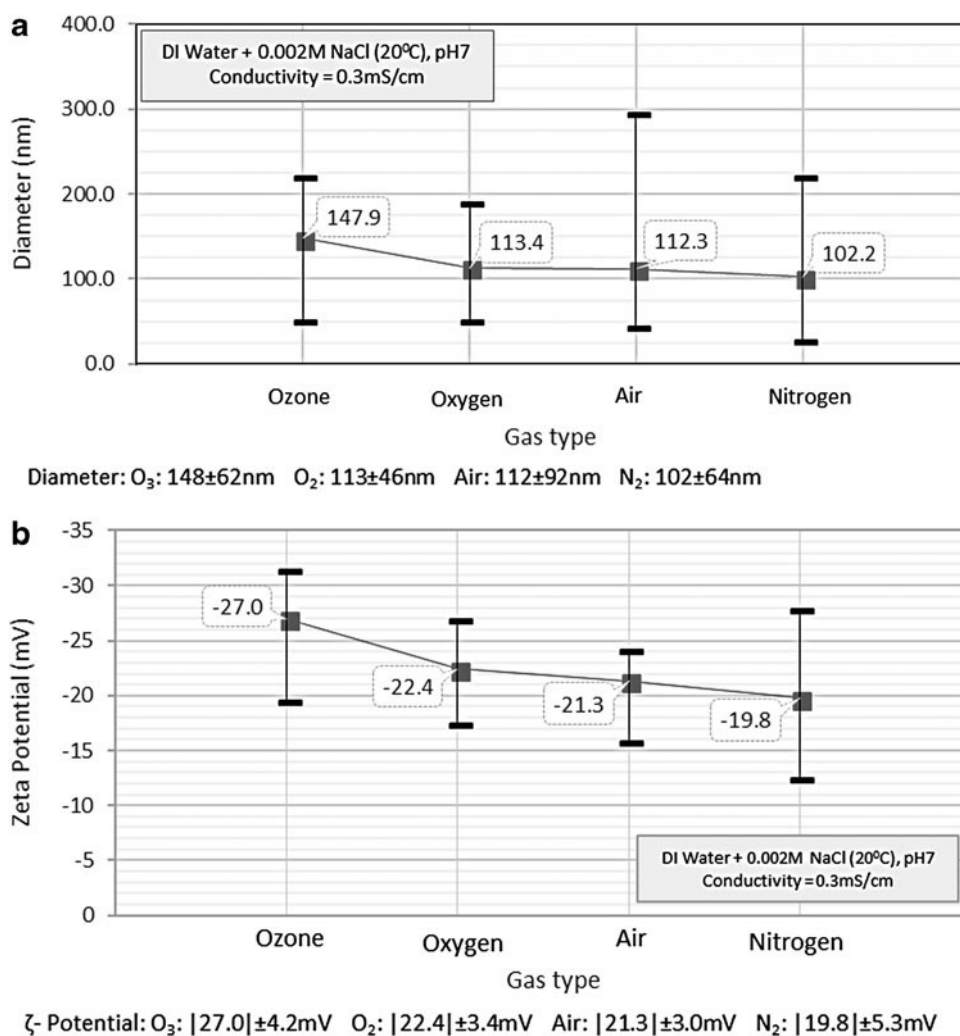 a
400.0
DI Water + 0.002M NaCl (20⁰C), pH7
Conductivity = 0.3mS/cm
300.0
200.0
100.0
0.0
Diameter (nm)
147.9
113.4
112.3
102.2
Ozone
Oxygen
Air
Nitrogen
Gas type
Diameter: O₃: 148±62nm O₂: 113±46nm Air: 112±92nm N₂: 102±64nm
b
-35
-30
-25
-20
-15
-10
-5
0
Zeta Potential (mV)
-27.0
-22.4
-21.3
-19.8
DI Water + 0.002M NaCl (20⁰C), pH7
Conductivity = 0.3mS/cm
Ozone
Oxygen
Air
Nitrogen
Gas type
ζ- Potential: O₃: |27.0|±4.2mV O₂: |22.4|±3.4mV Air: |21.3|±3.0mV N₂: |19.8|±5.3mV